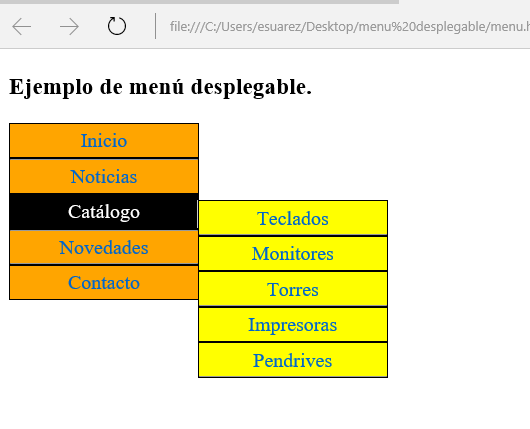 file:///C:/Users/esuarez/Desktop/menu%20desplegable/menu.h
Ejemplo de menú desplegable.
Inicio
Noticias
Catálogo
Novedades
Contacto
Teclados
Monitores
Torres
Impresoras
Pendrives